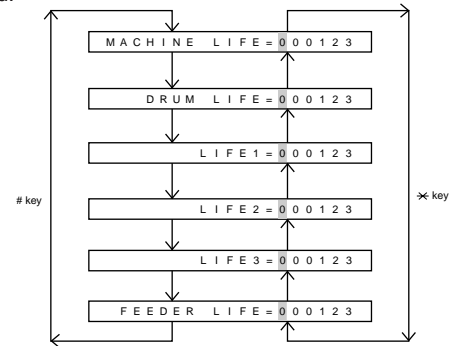 MACHINE LIFE=000123
DRUM LIFE=000123
LIFE1=000123
LIFE2=000123
# key
✳ key
LIFE3=000123
FEEDER LIFE=000123